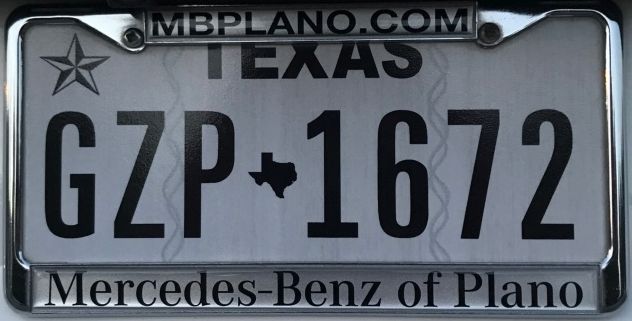 MBPLANO.COM
TEXAS
GZP 1672
Mercedes-Benz of Plano